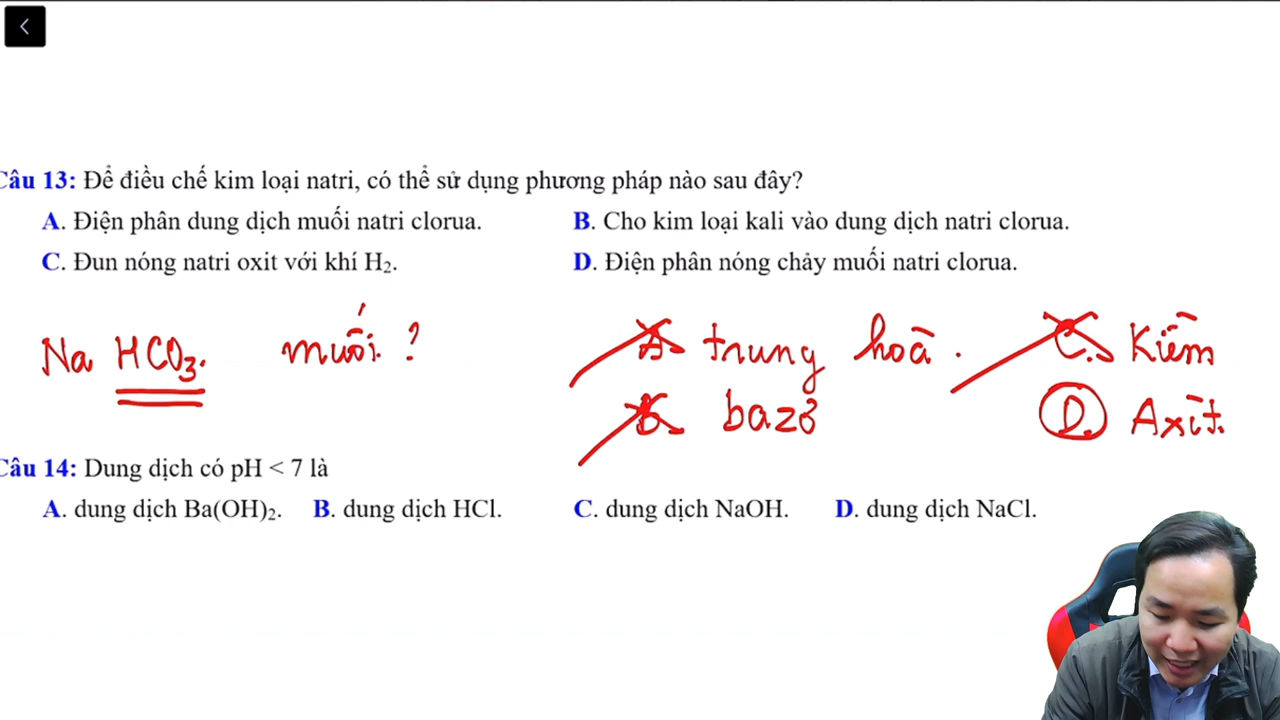 Câu 13: Để điều chế kim loại natri, có thể sử dụng phương pháp nào sau đây?
A. Điện phân dung dịch muối natri clorua. B. Cho kim loại kali vào dung dịch natri clorua.
C. Đun nóng natri oxit với khí H₂. D. Điện phân nóng chảy muối natri clorua.
Na HCO₃. muối ? A. trung hoà . C. Kiềm
B. bazơ D. Axit.
Câu 14: Dung dịch có pH < 7 là
A. dung dịch Ba(OH)₂. B. dung dịch HCl. C. dung dịch NaOH. D. dung dịch NaCl.